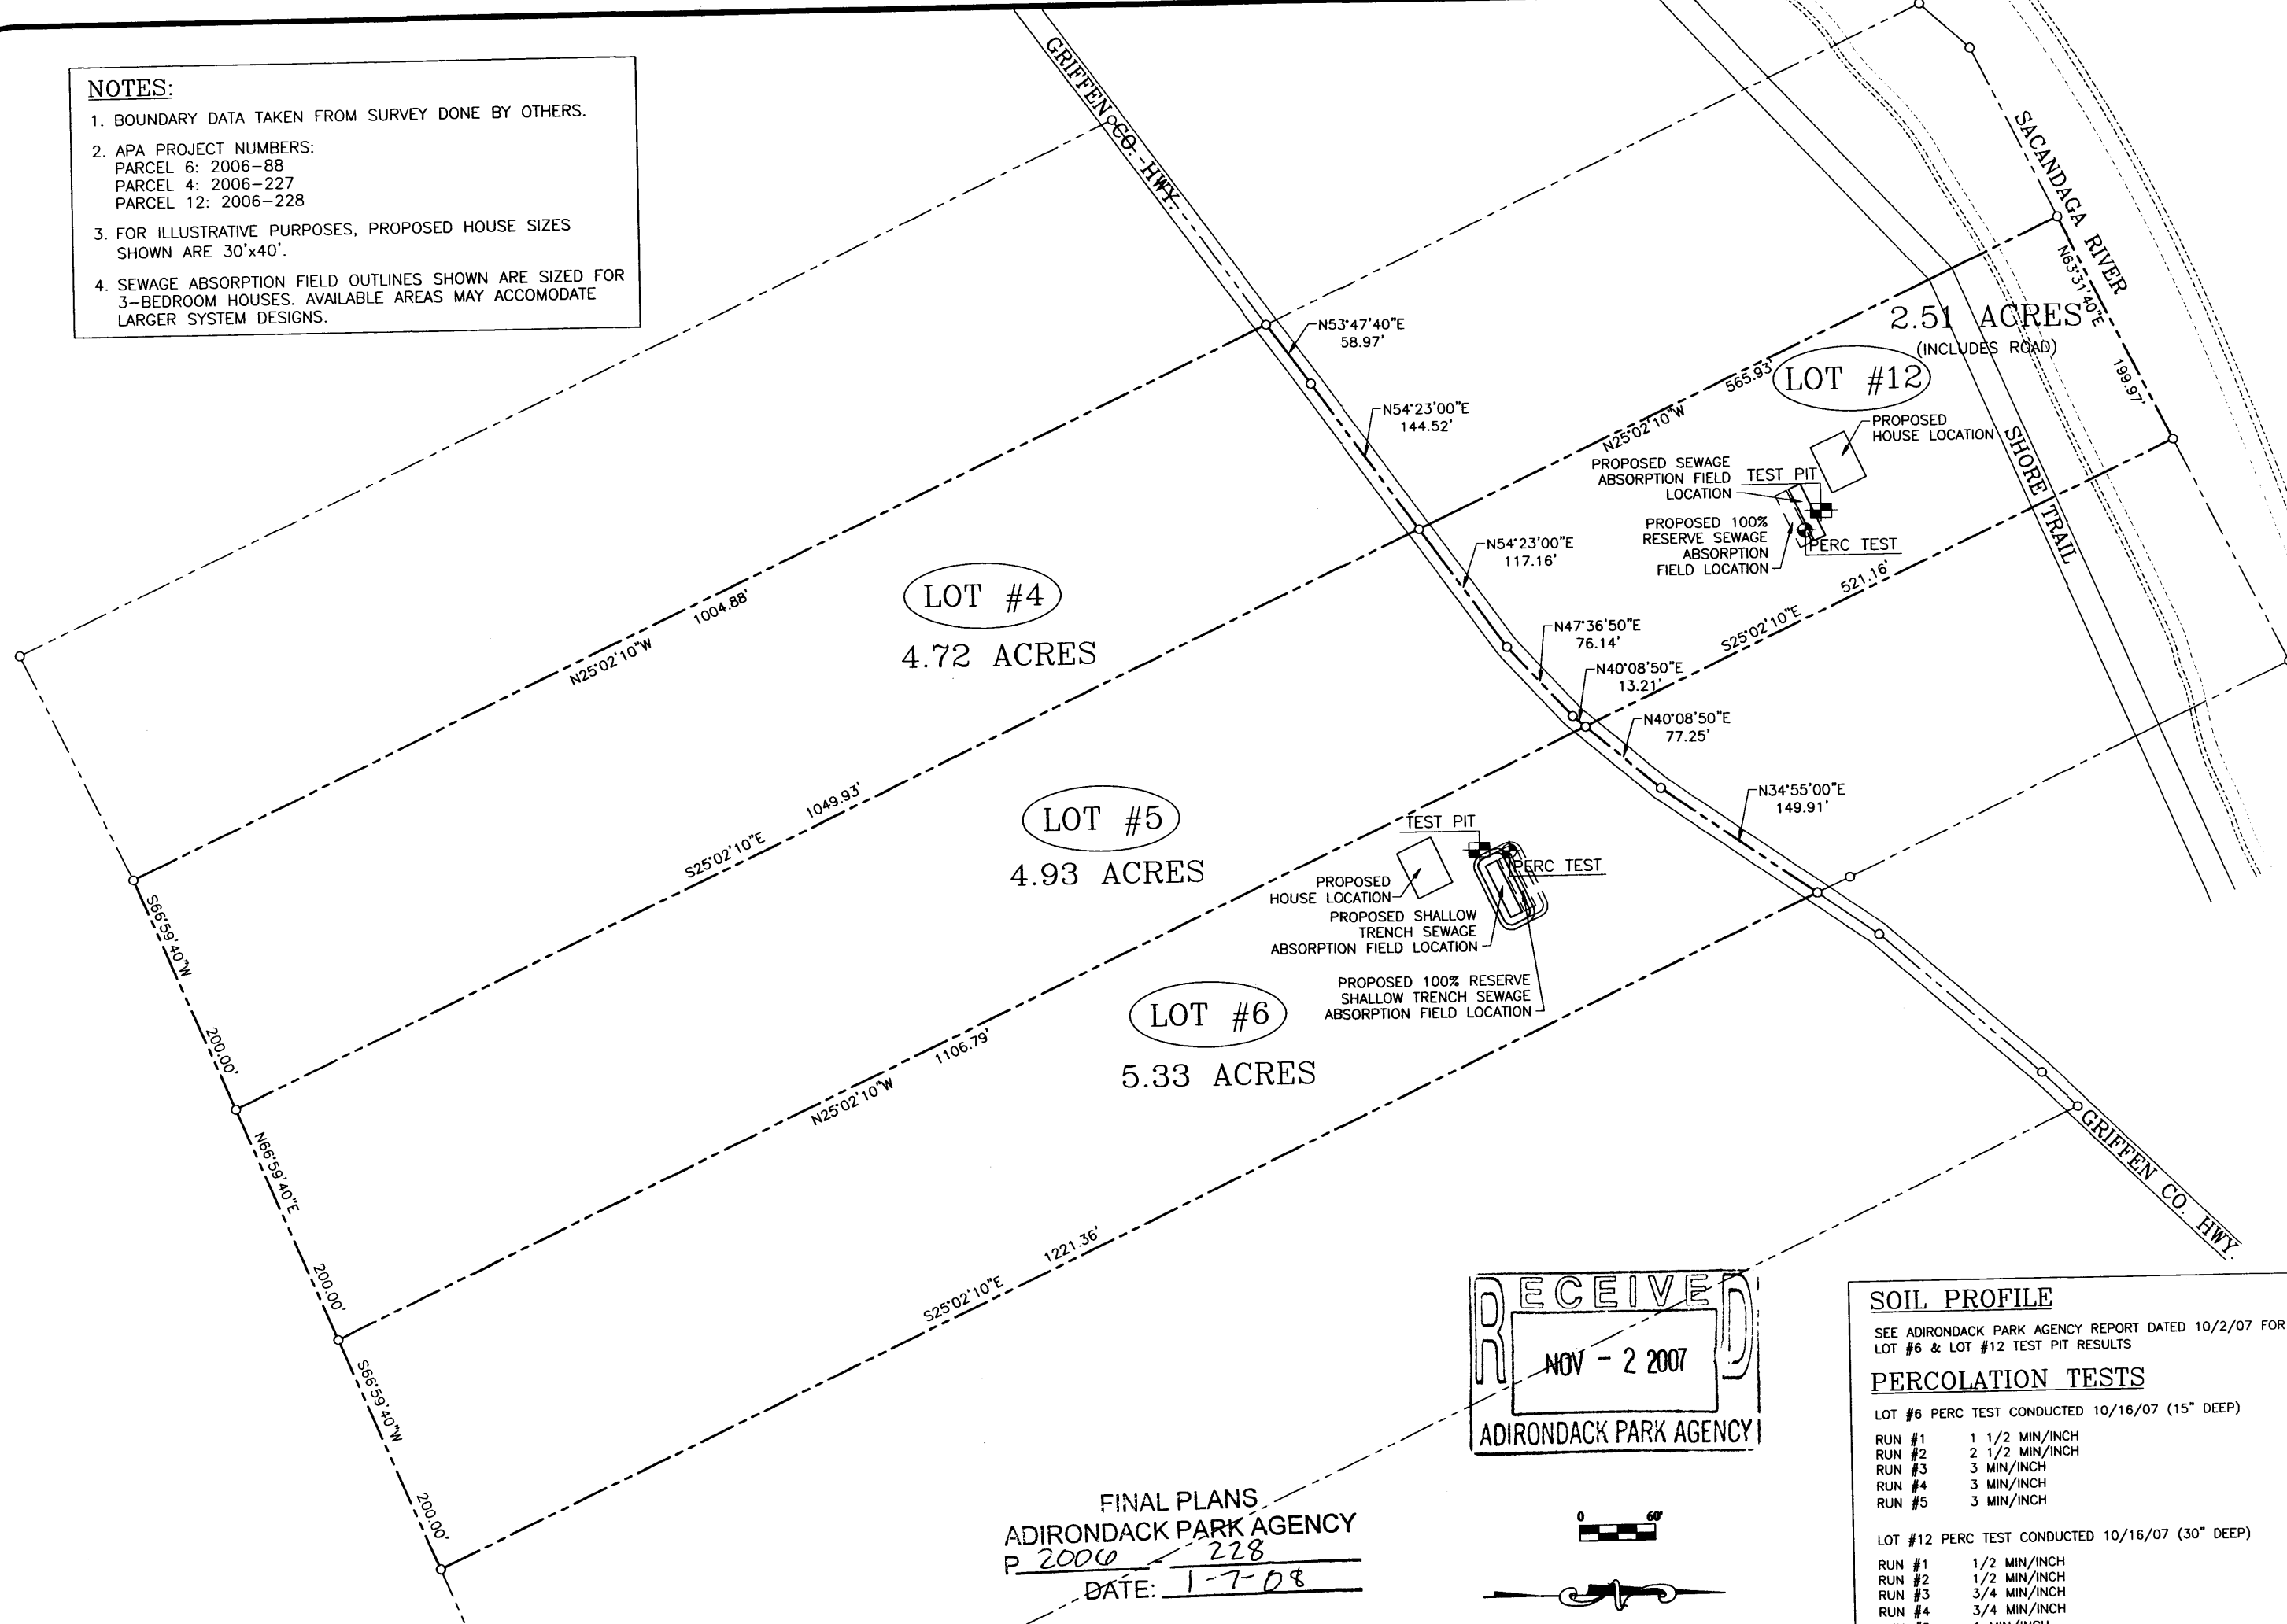 NOTES:
1. BOUNDARY DATA TAKEN FROM SURVEY DONE BY OTHERS.
2. APA PROJECT NUMBERS:
PARCEL 6: 2006-88
PARCEL 4: 2006-227
PARCEL 12: 2006-228
3. FOR ILLUSTRATIVE PURPOSES, PROPOSED HOUSE SIZES
SHOWN ARE 30'x40'.
4. SEWAGE ABSORPTION FIELD OUTLINES SHOWN ARE SIZED FOR
3-BEDROOM HOUSES. AVAILABLE AREAS MAY ACCOMODATE
LARGER SYSTEM DESIGNS.
GRIFFEN CO. HWY.
SACANDAGA RIVER
N63°31'40"E
199.97'
2.51 ACRES
(INCLUDES ROAD)
LOT #12
565.93'
N25°02'10"W
PROPOSED
HOUSE LOCATION
SHORE TRAIL
PROPOSED SEWAGE
ABSORPTION FIELD
LOCATION
TEST PIT
PROPOSED 100%
RESERVE SEWAGE
ABSORPTION
FIELD LOCATION
PERC TEST
521.16'
S25°02'10"E
N53°47'40"E
58.97'
N54°23'00"E
144.52'
N54°23'00"E
117.16'
N47°36'50"E
76.14'
N40°08'50"E
13.21'
N40°08'50"E
77.25'
N34°55'00"E
149.91'
LOT #4
4.72 ACRES
1004.88'
N25°02'10"W
1049.93'
S25°02'10"E
LOT #5
4.93 ACRES
TEST PIT
PERC TEST
PROPOSED
HOUSE LOCATION
PROPOSED SHALLOW
TRENCH SEWAGE
ABSORPTION FIELD LOCATION
PROPOSED 100% RESERVE
SHALLOW TRENCH SEWAGE
ABSORPTION FIELD LOCATION
LOT #6
5.33 ACRES
1106.79'
N25°02'10"W
1221.36'
S25°02'10"E
S66°59'40"W
200.00'
N66°59'40"E
200.00'
S66°59'40"W
200.00'
GRIFFEN CO. HWY.
RECEIVED
NOV - 2 2007
ADIRONDACK PARK AGENCY
FINAL PLANS
ADIRONDACK PARK AGENCY
P 2006 - 228
DATE: 1-7-08
0 60'
SOIL PROFILE
SEE ADIRONDACK PARK AGENCY REPORT DATED 10/2/07 FOR
LOT #6 & LOT #12 TEST PIT RESULTS
PERCOLATION TESTS
LOT #6 PERC TEST CONDUCTED 10/16/07 (15" DEEP)
RUN #1 1 1/2 MIN/INCH
RUN #2 2 1/2 MIN/INCH
RUN #3 3 MIN/INCH
RUN #4 3 MIN/INCH
RUN #5 3 MIN/INCH
LOT #12 PERC TEST CONDUCTED 10/16/07 (30" DEEP)
RUN #1 1/2 MIN/INCH
RUN #2 1/2 MIN/INCH
RUN #3 3/4 MIN/INCH
RUN #4 3/4 MIN/INCH